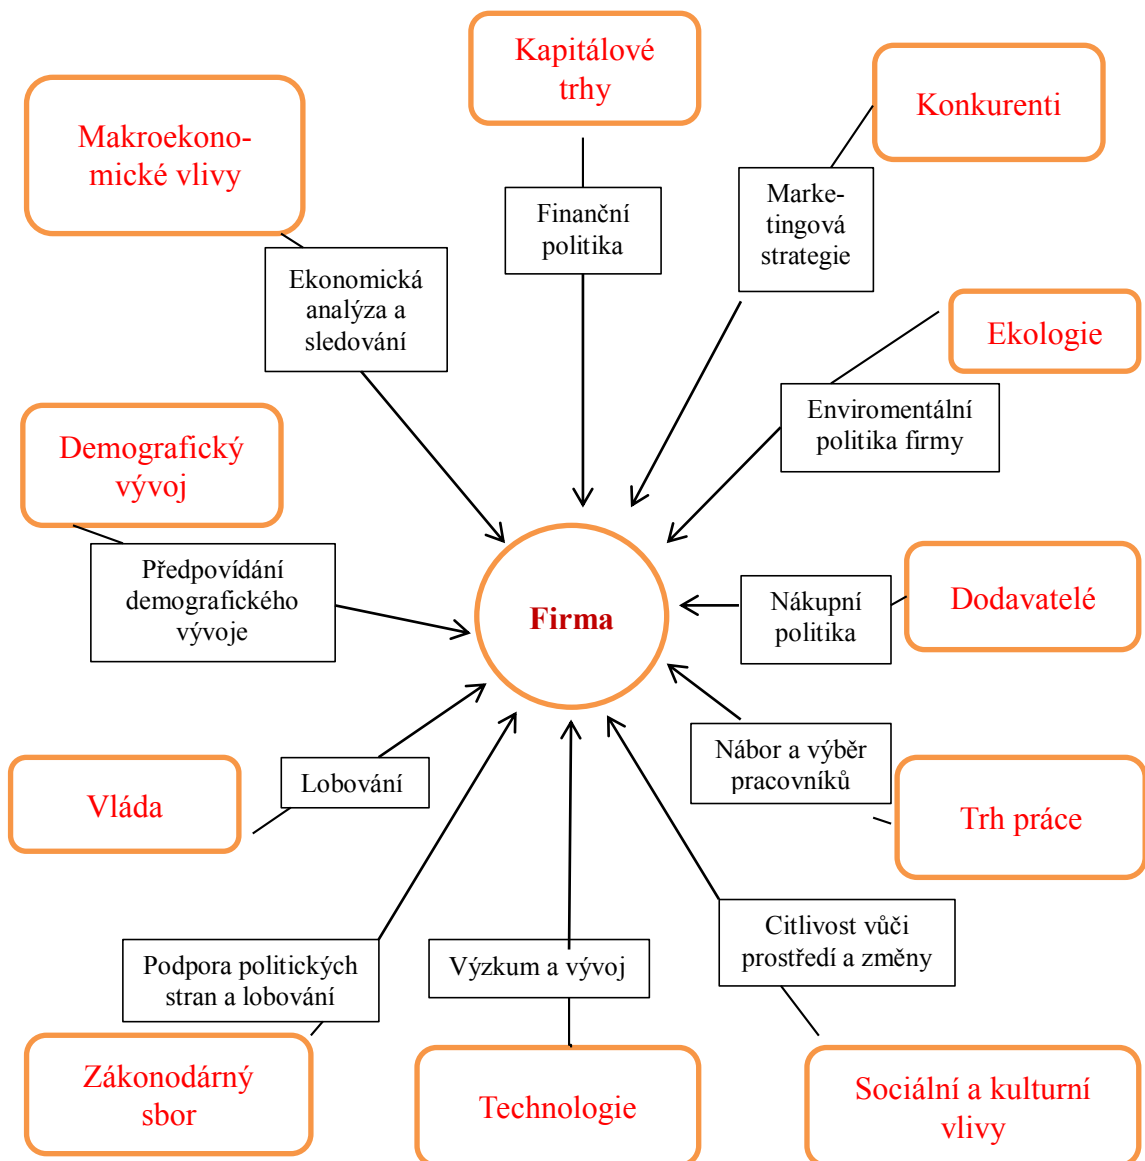 Kapitálové
trhy
Konkurenti
Makroekono-
mické vlivy
Finanční
politika
Marke-
tingová
strategie
Ekonomická
analýza a
sledování
Ekologie
Enviromentální
politika firmy
Demografický
vývoj
Předpovídání
demografického
vývoje
Firma
Nákupní
politika
Dodavatelé
Vláda
Lobování
Nábor a výběr
pracovníků
Trh práce
Podpora politických
stran a lobování
Výzkum a vývoj
Citlivost vůči
prostředí a změny
Zákonodárný
sbor
Technologie
Sociální a kulturní
vlivy